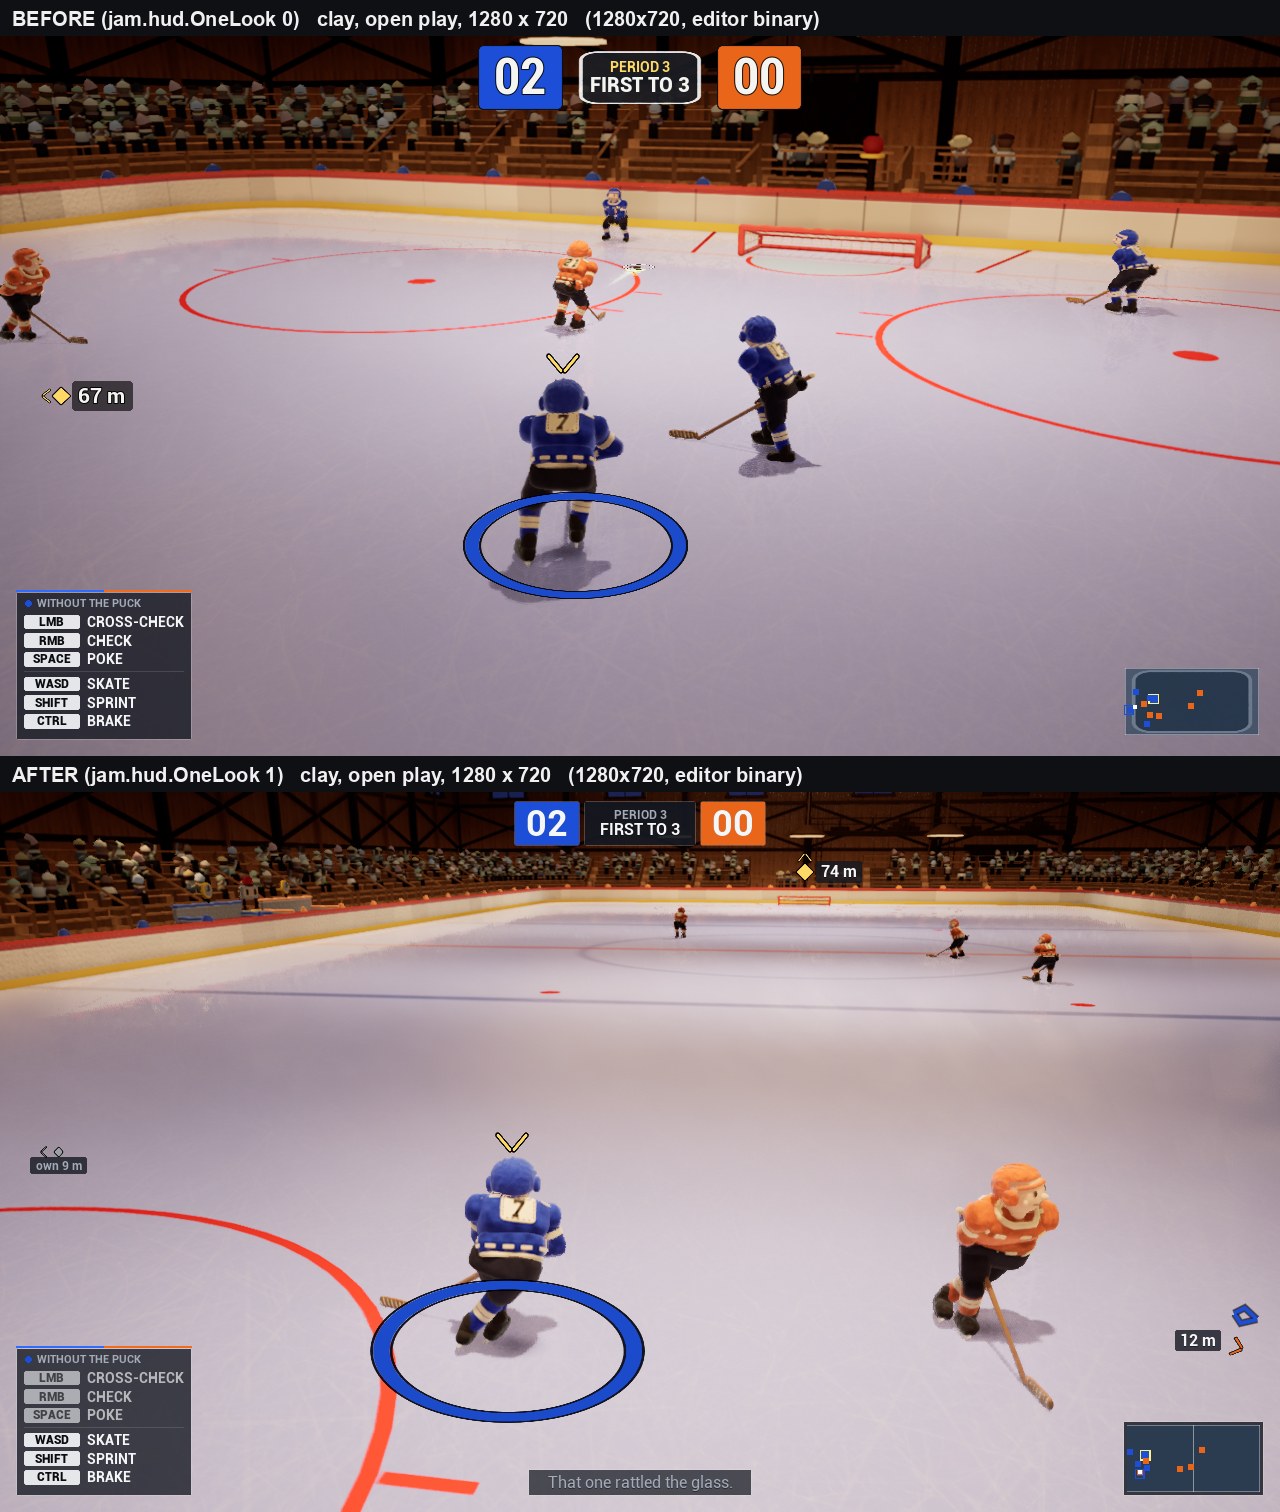 BEFORE (jam.hud.OneLook 0)   clay, open play, 1280 x 720   (1280x720, editor binary)
02
PERIOD 3
FIRST TO 3
00
67 m
7
WITHOUT THE PUCK
LMB CROSS-CHECK
RMB CHECK
SPACE POKE
WASD SKATE
SHIFT SPRINT
CTRL BRAKE
AFTER (jam.hud.OneLook 1)   clay, open play, 1280 x 720   (1280x720, editor binary)
02
PERIOD 3
FIRST TO 3
00
74 m
own 9 m
7
12 m
WITHOUT THE PUCK
LMB CROSS-CHECK
RMB CHECK
SPACE POKE
WASD SKATE
SHIFT SPRINT
CTRL BRAKE
That one rattled the glass.